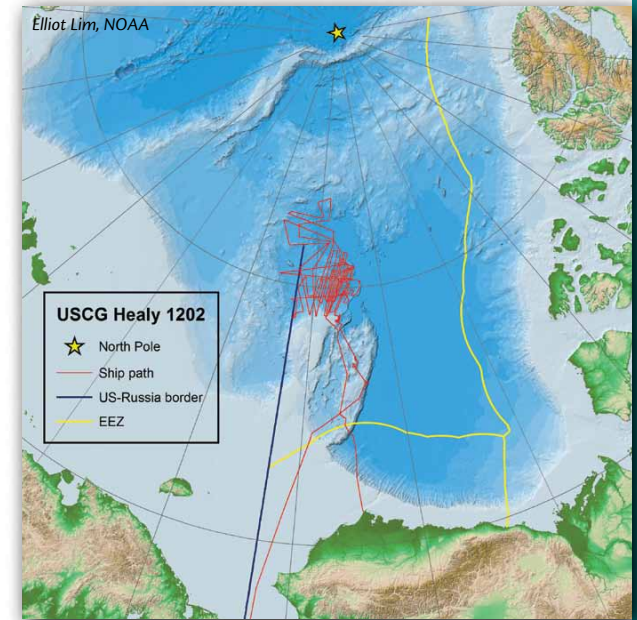 Elliot Lim, NOAA
USCG Healy 1202
North Pole
Ship path
US-Russia border
EEZ